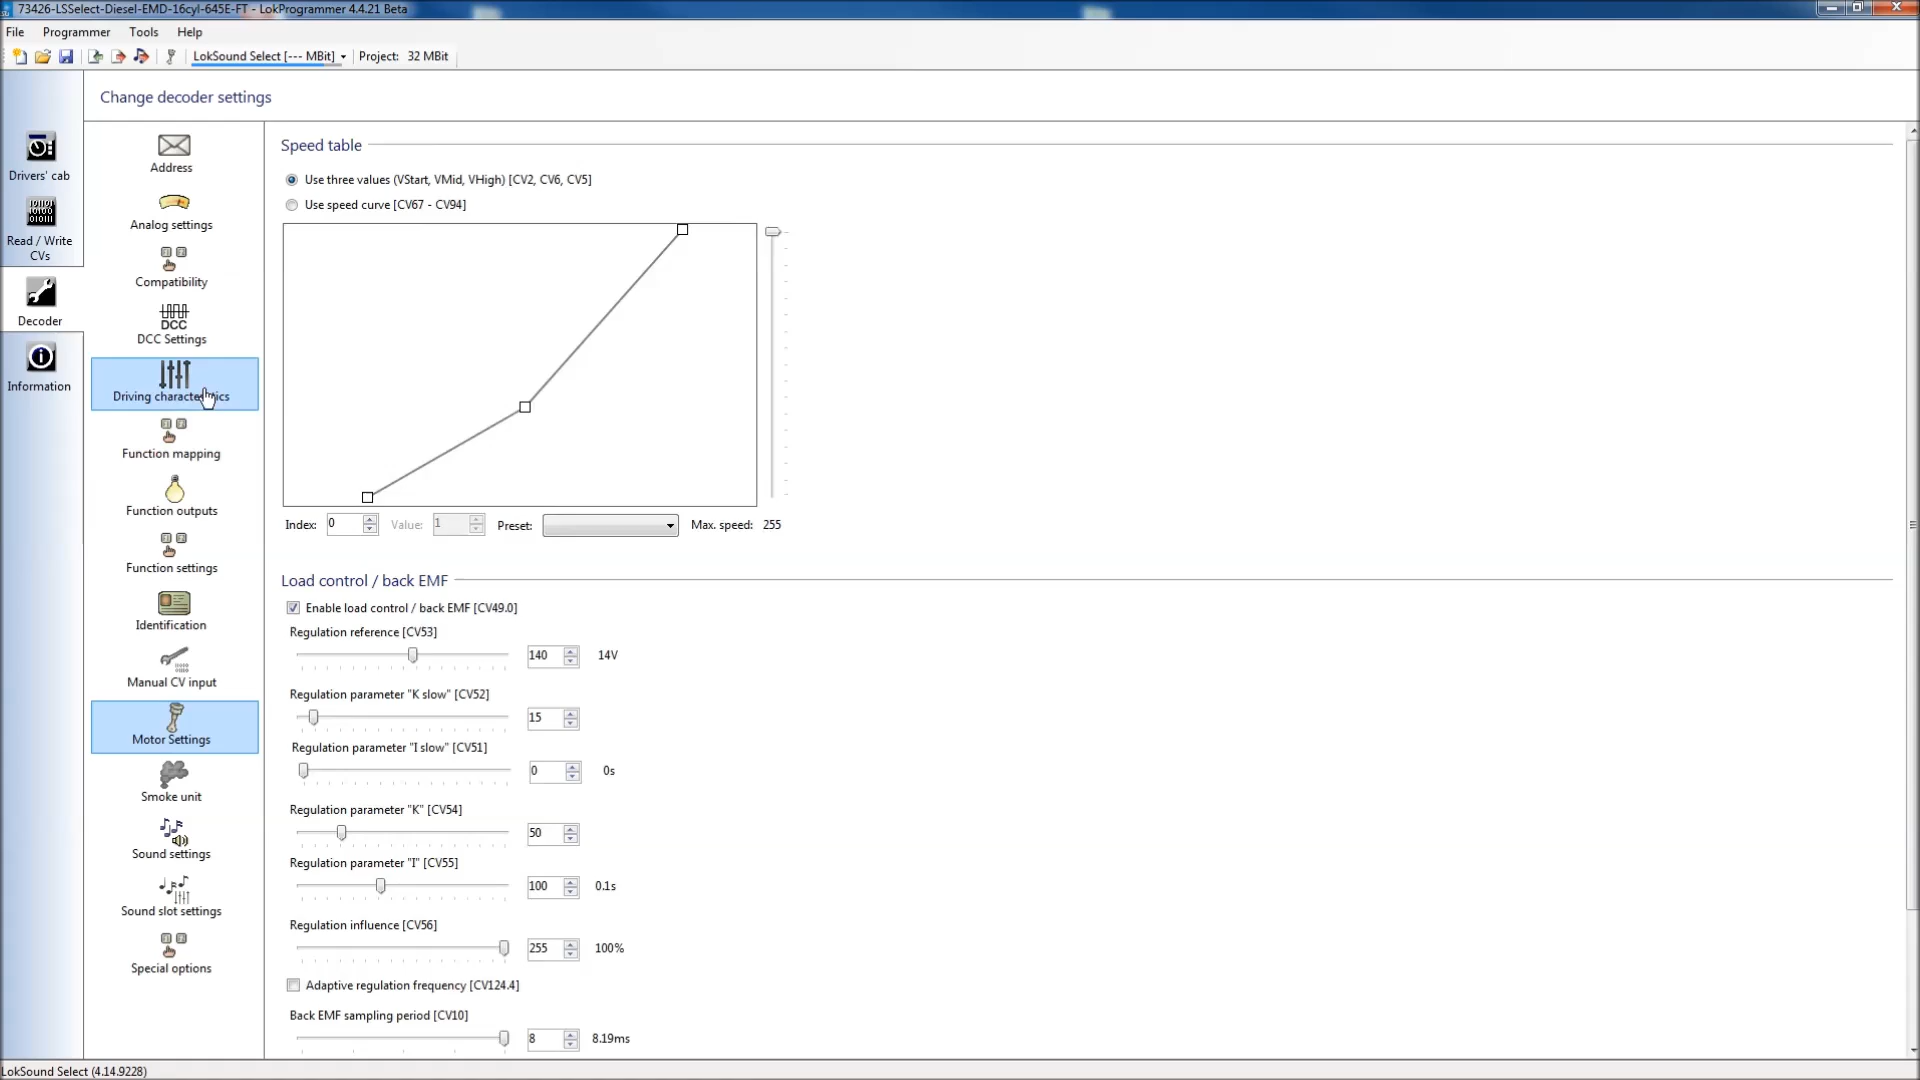 73426-LSSelect-Diesel-EMD-16cyl-645E-FT - LokProgrammer 4.4.21 Beta
File Programmer Tools Help
LokSound Select [--- MBit] Project: 32 MBit
Change decoder settings
Drivers' cab
Read / Write
CVs
Decoder
Information
Address
Analog settings
Compatibility
DCC
DCC Settings
Driving characteristics
Function mapping
Function outputs
Function settings
Identification
Manual CV input
Motor Settings
Smoke unit
Sound settings
Sound slot settings
Special options
Speed table
Use three values (VStart, VMid, VHigh) [CV2, CV6, CV5]
Use speed curve [CV67 - CV94]
Index: 0 Value: 1 Preset: Max. speed: 255
Load control / back EMF
Enable load control / back EMF [CV49.0]
Regulation reference [CV53]
140 14V
Regulation parameter "K slow" [CV52]
15
Regulation parameter "I slow" [CV51]
0 0s
Regulation parameter "K" [CV54]
50
Regulation parameter "I" [CV55]
100 0.1s
Regulation influence [CV56]
255 100%
Adaptive regulation frequency [CV124.4]
Back EMF sampling period [CV10]
8 8.19ms
LokSound Select (4.14.9228)